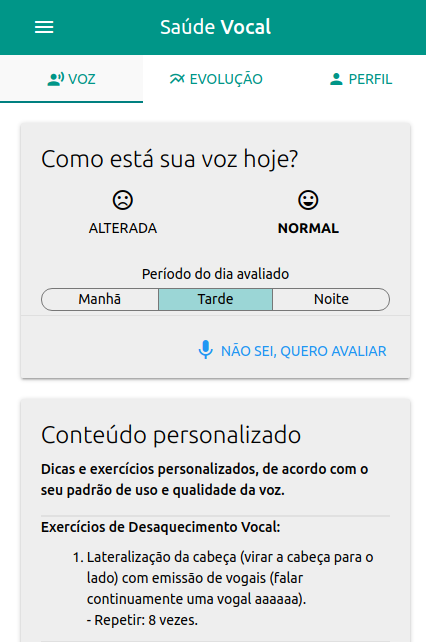 Saúde Vocal
VOZ
EVOLUÇÃO
PERFIL
Como está sua voz hoje?
ALTERADA
NORMAL
Período do dia avaliado
Manhã
Tarde
Noite
NÃO SEI, QUERO AVALIAR
Conteúdo personalizado
Dicas e exercícios personalizados, de acordo com o
seu padrão de uso e qualidade da voz.
Exercícios de Desaquecimento Vocal:
1. Lateralização da cabeça (virar a cabeça para o
lado) com emissão de vogais (falar
continuamente uma vogal aaaaaa).
- Repetir: 8 vezes.